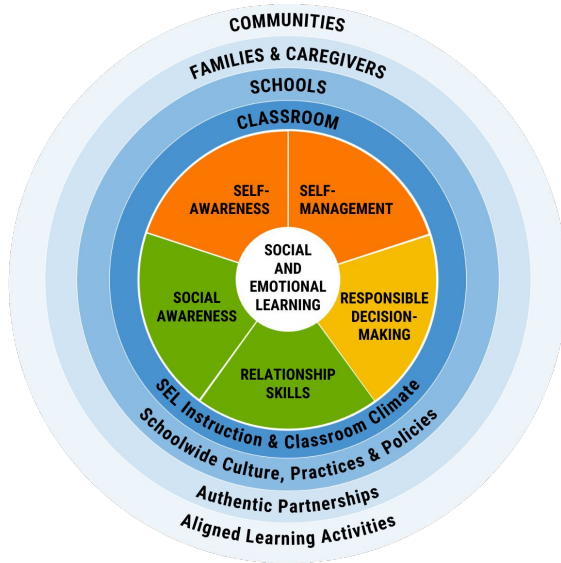 COMMUNITIES
FAMILIES & CAREGIVERS
SCHOOLS
CLASSROOM
SELF-
AWARENESS
SELF-
MANAGEMENT
SOCIAL
AND
EMOTIONAL
LEARNING
SOCIAL
AWARENESS
RESPONSIBLE
DECISION-
MAKING
RELATIONSHIP
SKILLS
SEL Instruction & Classroom Climate
Schoolwide Culture, Practices & Policies
Authentic Partnerships
Aligned Learning Activities